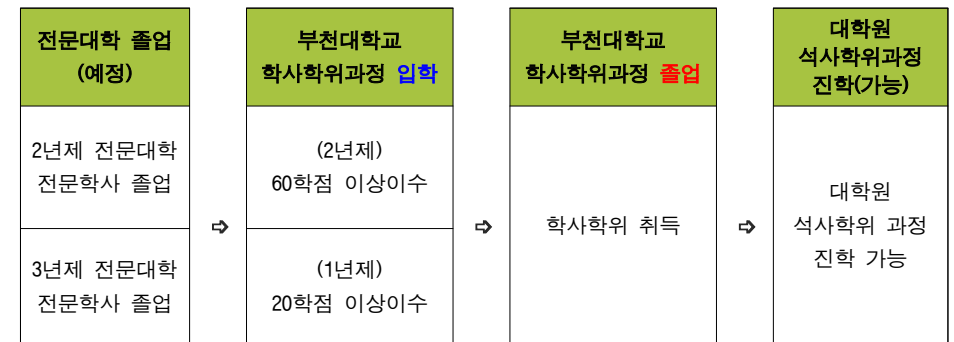 전문대학 졸업
(예정)
2년제 전문대학
전문학사 졸업
3년제 전문대학
전문학사 졸업
⇨
부천대학교
학사학위과정 입학
(2년제)
60학점 이상이수
(1년제)
20학점 이상이수
⇨
부천대학교
학사학위과정 졸업
학사학위 취득
⇨
대학원
석사학위과정
진학(가능)
대학원
석사학위 과정
진학 가능